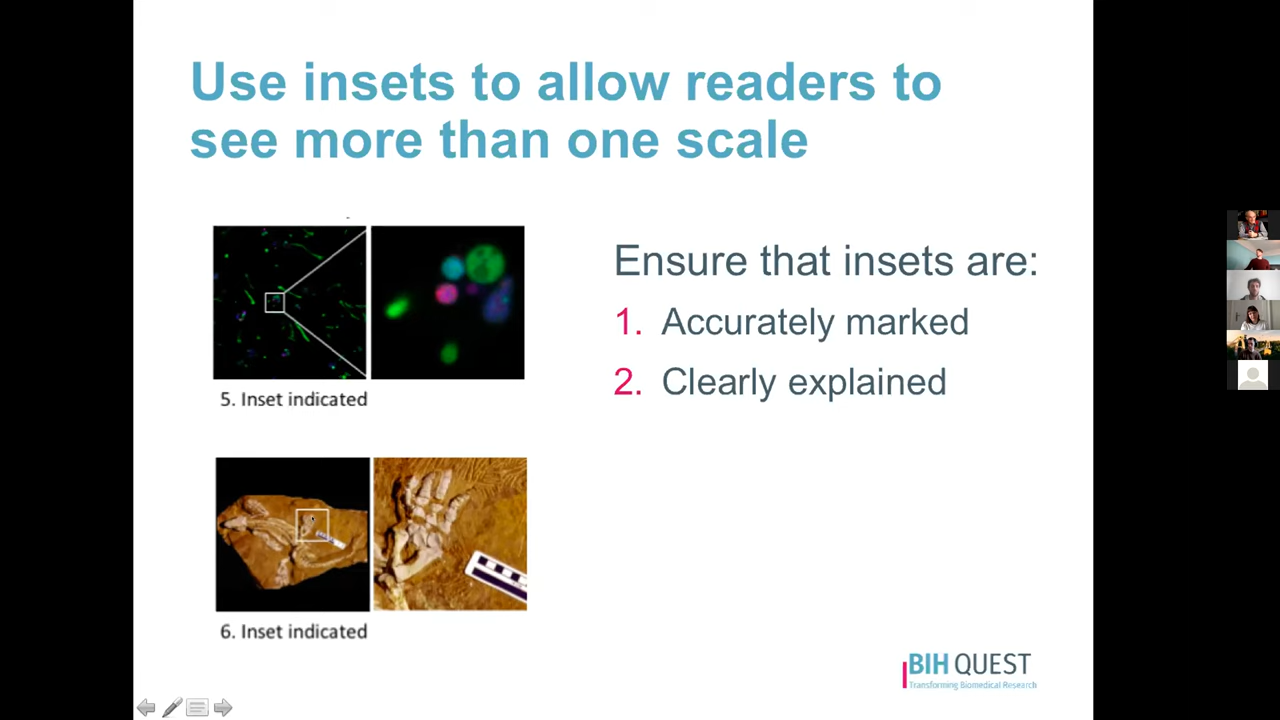 Use insets to allow readers to
see more than one scale
5. Inset indicated
6. Inset indicated
Ensure that insets are:
1. Accurately marked
2. Clearly explained
BIH QUEST
Transforming Biomedical Research